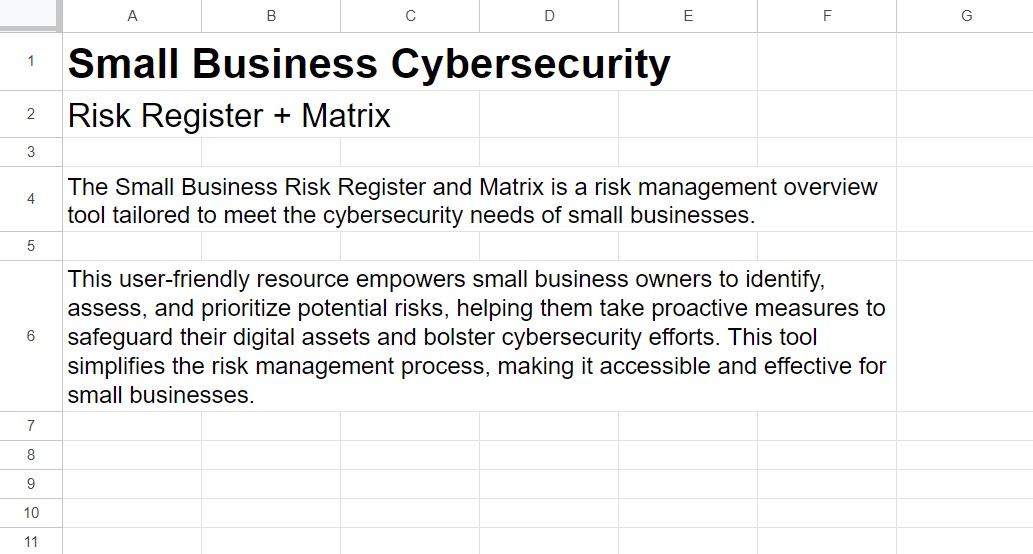 A B C D E F G
1 Small Business Cybersecurity
2 Risk Register + Matrix
3
4 The Small Business Risk Register and Matrix is a risk management overview
tool tailored to meet the cybersecurity needs of small businesses.
5
6 This user-friendly resource empowers small business owners to identify,
assess, and prioritize potential risks, helping them take proactive measures to
safeguard their digital assets and bolster cybersecurity efforts. This tool
simplifies the risk management process, making it accessible and effective for
small businesses.
7
8
9
10
11